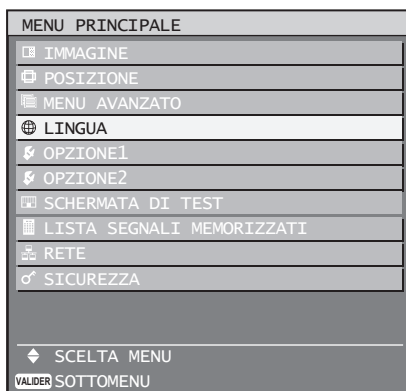 MENU PRINCIPALE
IMMAGINE
POSIZIONE
MENU AVANZATO
LINGUA
OPZIONE1
OPZIONE2
SCHERMATA DI TEST
LISTA SEGNALI MEMORIZZATI
RETE
SICUREZZA
SCELTA MENU
VALIDER SOTTOMENU